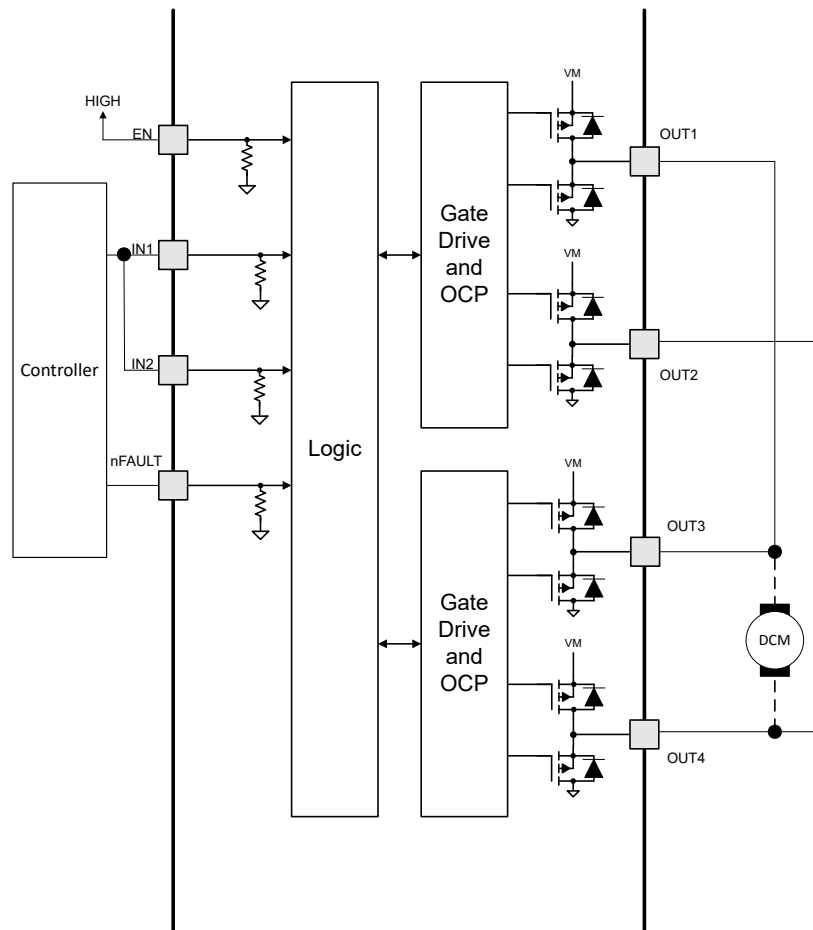 HIGH
EN
IN1
IN2
nFAULT
Controller
Logic
Gate
Drive
and
OCP
Gate
Drive
and
OCP
VM
VM
VM
VM
OUT1
OUT2
OUT3
OUT4
DCM